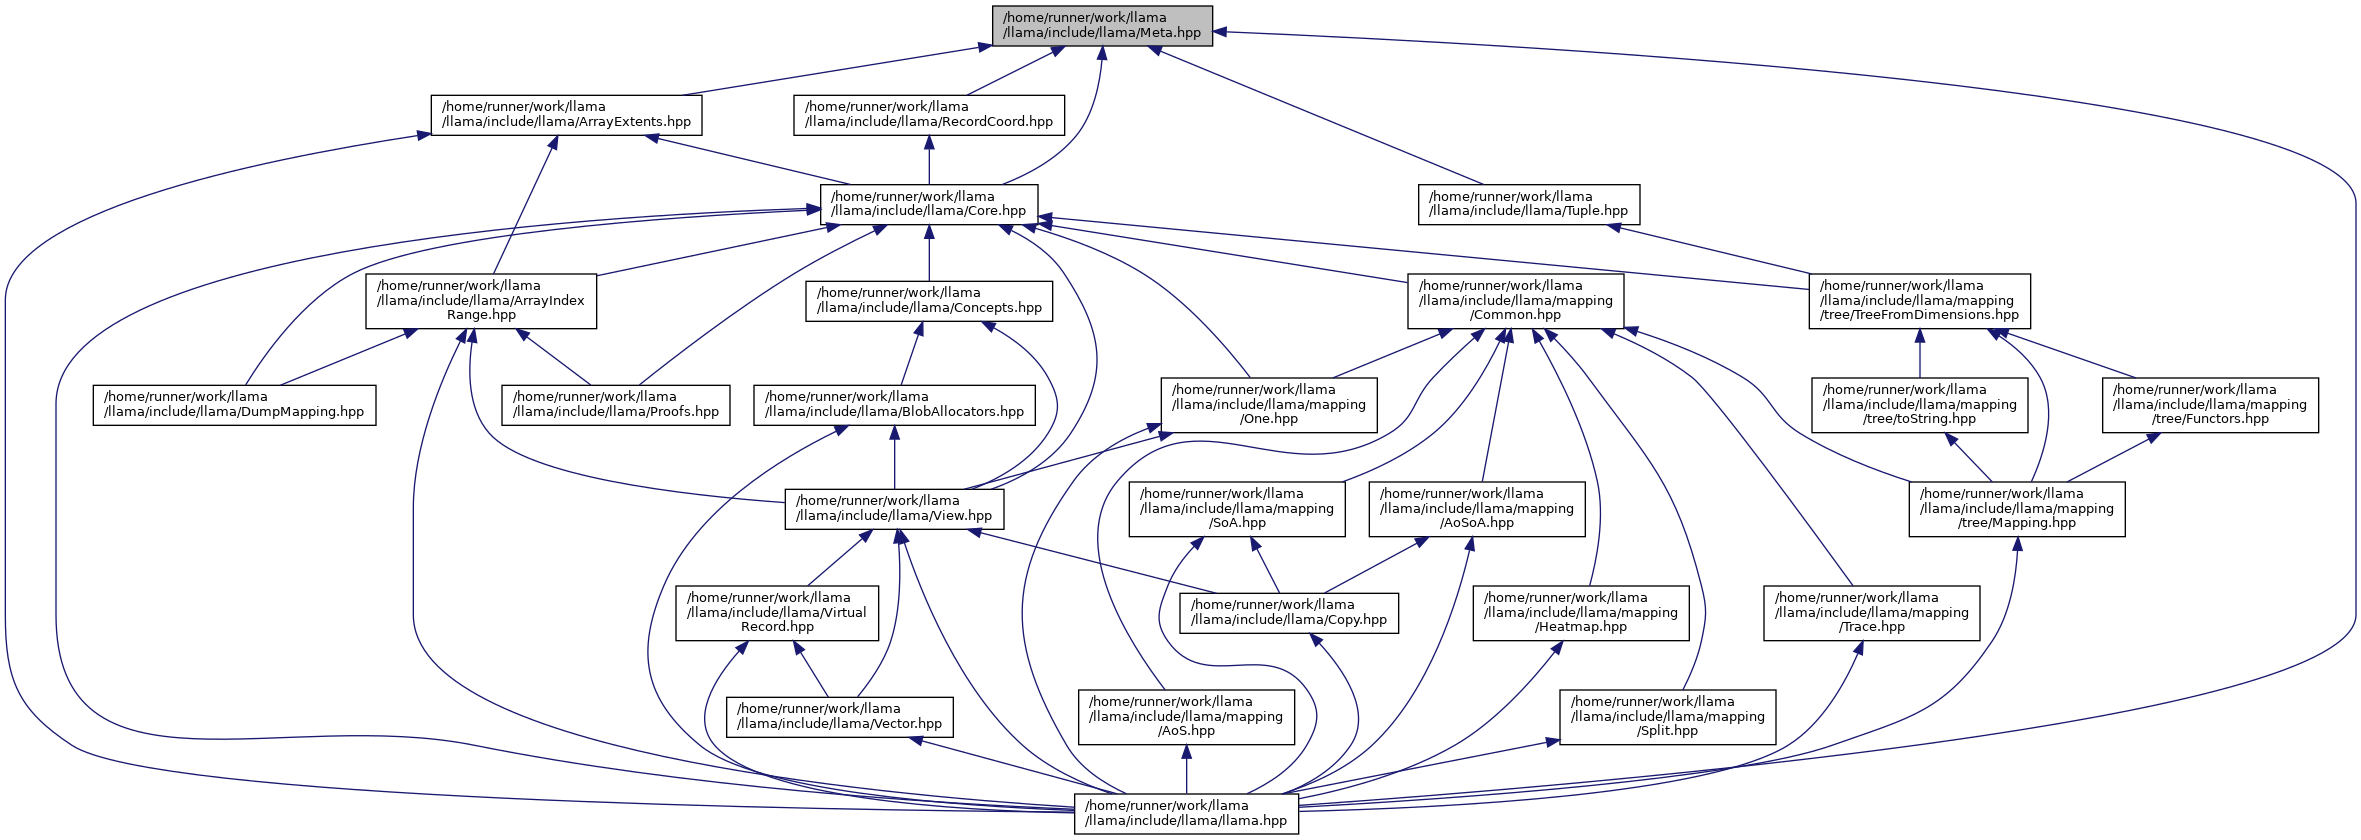 /home/runner/work/llama
/llama/include/llama/Meta.hpp
/home/runner/work/llama
/llama/include/llama/ArrayExtents.hpp
/home/runner/work/llama
/llama/include/llama/RecordCoord.hpp
/home/runner/work/llama
/llama/include/llama/Core.hpp
/home/runner/work/llama
/llama/include/llama/Tuple.hpp
/home/runner/work/llama
/llama/include/llama/ArrayIndex
Range.hpp
/home/runner/work/llama
/llama/include/llama/Concepts.hpp
/home/runner/work/llama
/llama/include/llama/mapping
/Common.hpp
/home/runner/work/llama
/llama/include/llama/mapping
/tree/TreeFromDimensions.hpp
/home/runner/work/llama
/llama/include/llama/DumpMapping.hpp
/home/runner/work/llama
/llama/include/llama/Proofs.hpp
/home/runner/work/llama
/llama/include/llama/BlobAllocators.hpp
/home/runner/work/llama
/llama/include/llama/mapping
/One.hpp
/home/runner/work/llama
/llama/include/llama/mapping
/tree/toString.hpp
/home/runner/work/llama
/llama/include/llama/mapping
/tree/Functors.hpp
/home/runner/work/llama
/llama/include/llama/View.hpp
/home/runner/work/llama
/llama/include/llama/mapping
/SoA.hpp
/home/runner/work/llama
/llama/include/llama/mapping
/AoSoA.hpp
/home/runner/work/llama
/llama/include/llama/mapping
/tree/Mapping.hpp
/home/runner/work/llama
/llama/include/llama/Virtual
Record.hpp
/home/runner/work/llama
/llama/include/llama/Copy.hpp
/home/runner/work/llama
/llama/include/llama/mapping
/Heatmap.hpp
/home/runner/work/llama
/llama/include/llama/mapping
/Trace.hpp
/home/runner/work/llama
/llama/include/llama/Vector.hpp
/home/runner/work/llama
/llama/include/llama/mapping
/AoS.hpp
/home/runner/work/llama
/llama/include/llama/mapping
/Split.hpp
/home/runner/work/llama
/llama/include/llama/llama.hpp